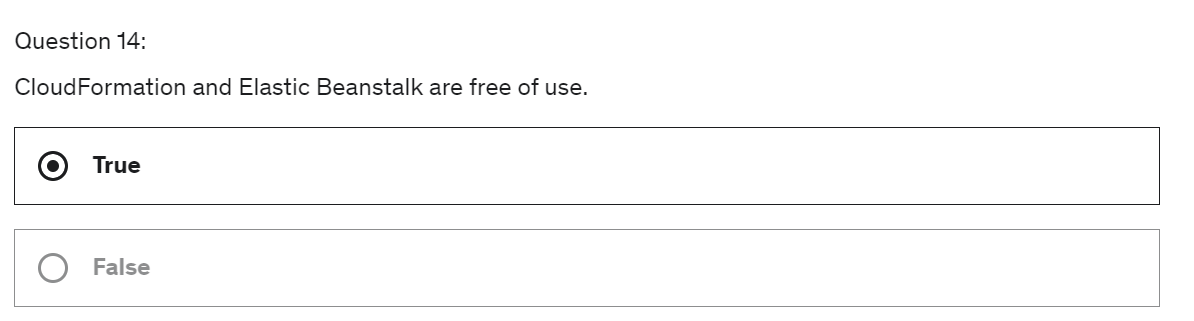 Question 14:
CloudFormation and Elastic Beanstalk are free of use.
True
False